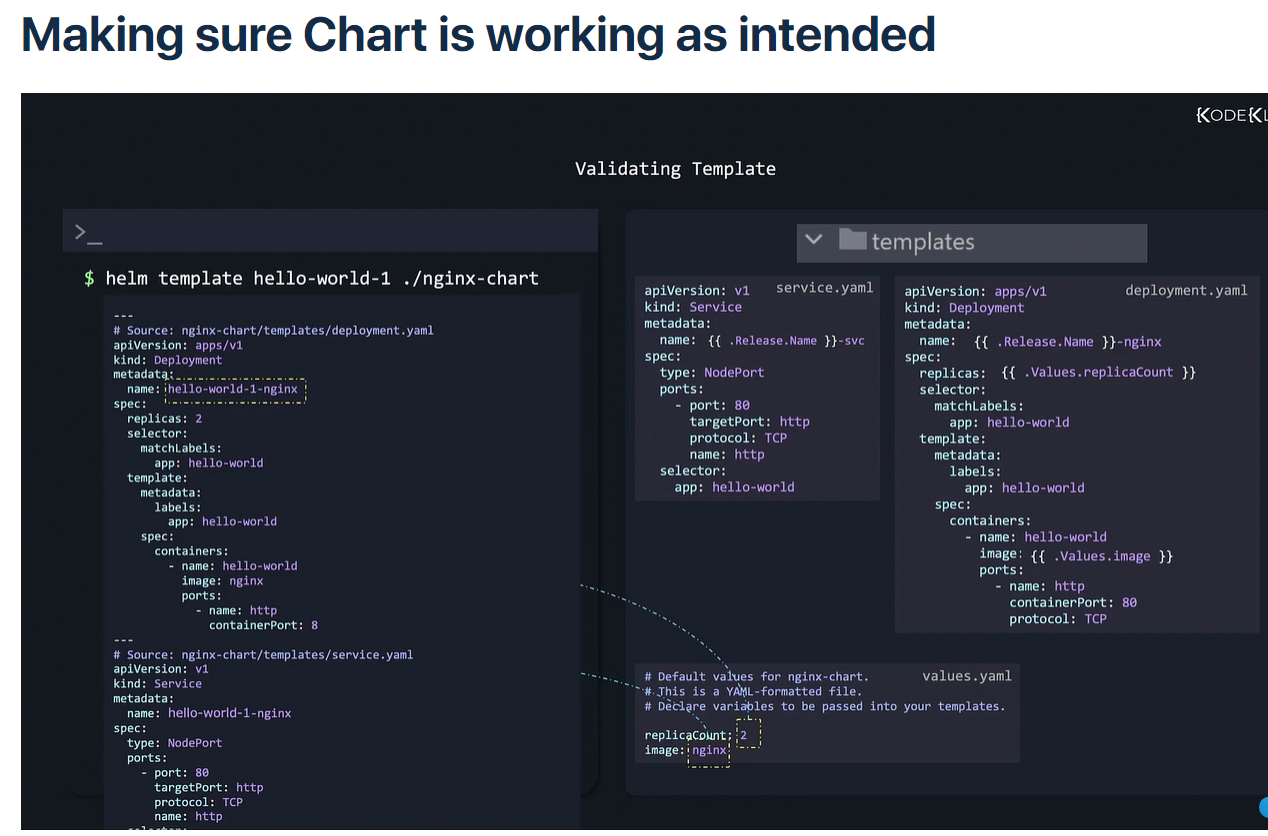 Making sure Chart is working as intended
KODEKL
Validating Template
>_
$ helm template hello-world-1 ./nginx-chart
---
# Source: nginx-chart/templates/deployment.yaml
apiVersion: apps/v1
kind: Deployment
metadata:
name: hello-world-1-nginx
spec:
replicas: 2
selector:
matchLabels:
app: hello-world
template:
metadata:
labels:
app: hello-world
spec:
containers:
- name: hello-world
image: nginx
ports:
- name: http
containerPort: 8
---
# Source: nginx-chart/templates/service.yaml
apiVersion: v1
kind: Service
metadata:
name: hello-world-1-nginx
spec:
type: NodePort
ports:
- port: 80
targetPort: http
protocol: TCP
name: http
templates
service.yaml
apiVersion: v1
kind: Service
metadata:
name: {{ .Release.Name }}-svc
spec:
type: NodePort
ports:
- port: 80
targetPort: http
protocol: TCP
name: http
selector:
app: hello-world
deployment.yaml
apiVersion: apps/v1
kind: Deployment
metadata:
name: {{ .Release.Name }}-nginx
spec:
replicas: {{ .Values.replicaCount }}
selector:
matchLabels:
app: hello-world
template:
metadata:
labels:
app: hello-world
spec:
containers:
- name: hello-world
image: {{ .Values.image }}
ports:
- name: http
containerPort: 80
protocol: TCP
values.yaml
# Default values for nginx-chart.
# This is a YAML-formatted file.
# Declare variables to be passed into your templates.
replicaCount: 2
image: nginx